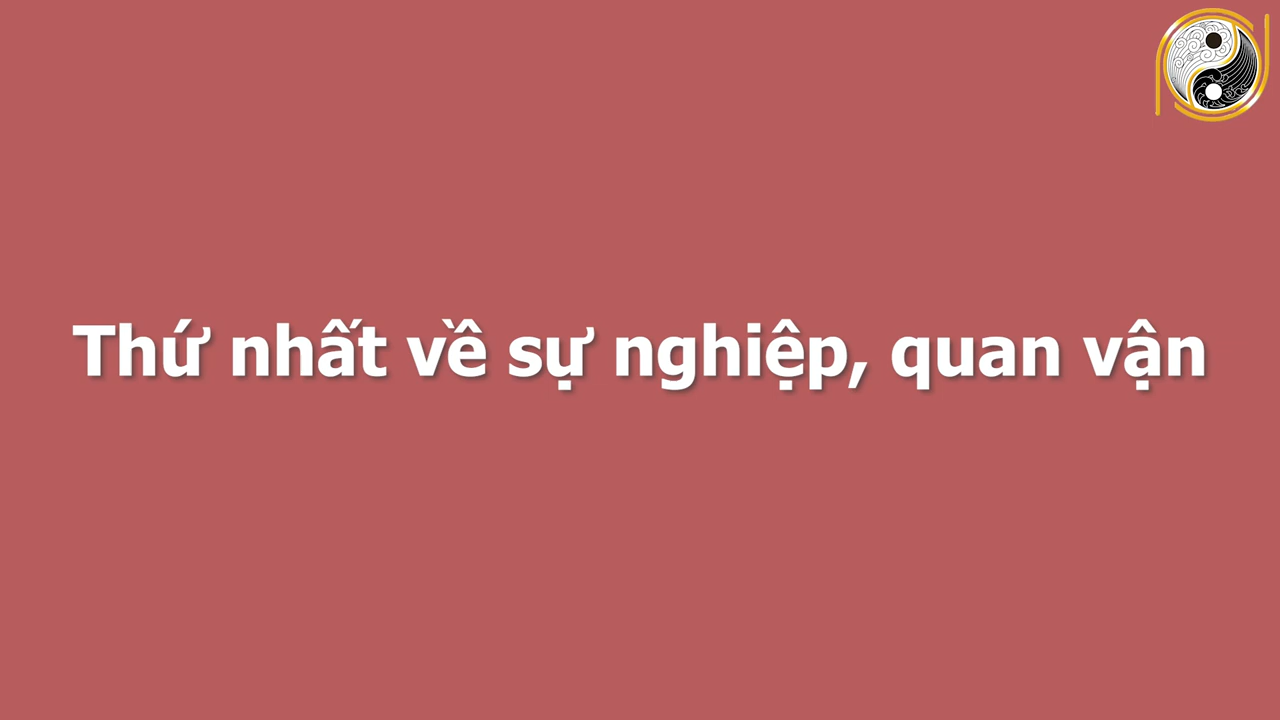 Thứ nhất về sự nghiệp, quan vận